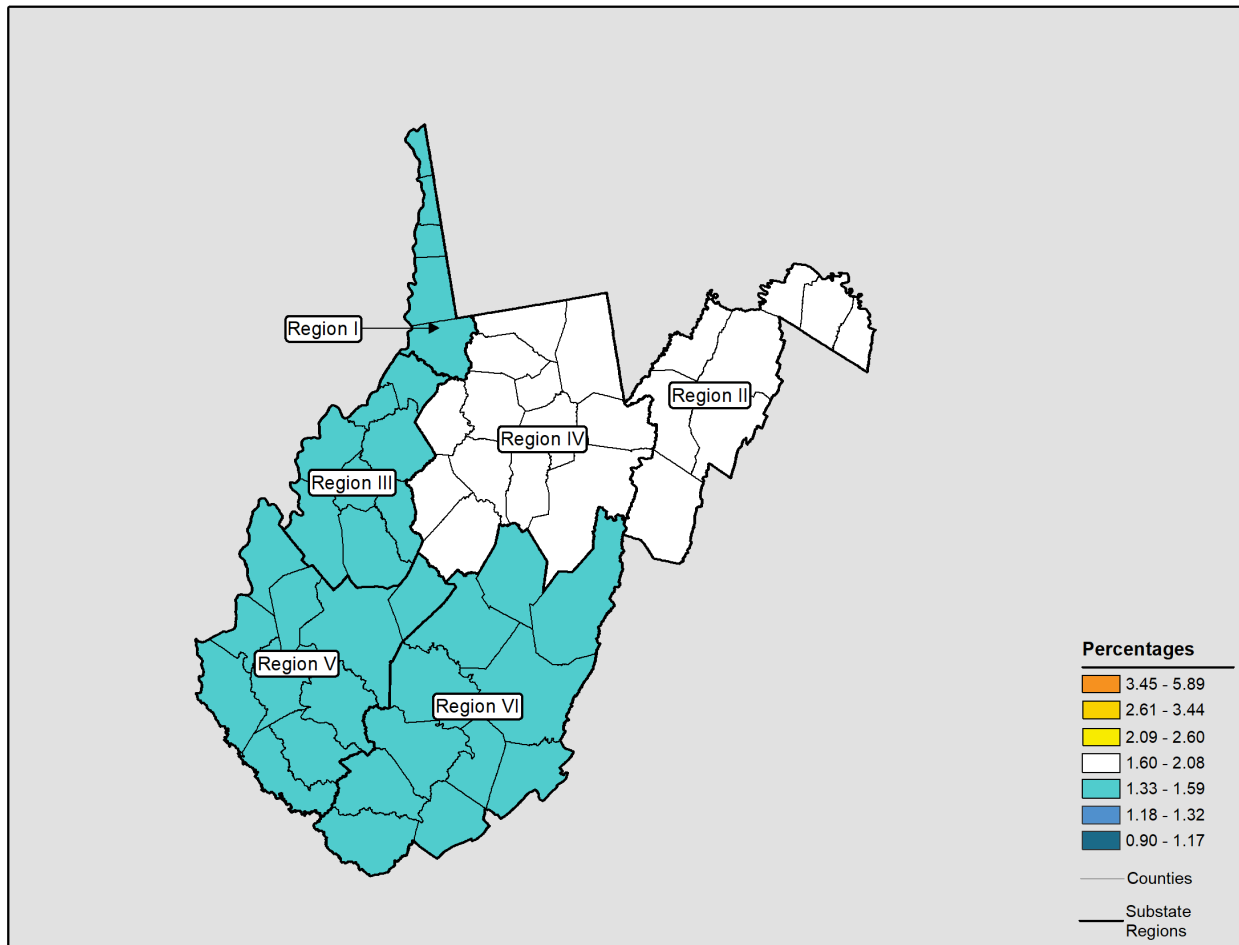 Region I
Region II
Region IV
Region III
Region V
Region VI
Percentages
3.45 - 5.89
2.61 - 3.44
2.09 - 2.60
1.60 - 2.08
1.33 - 1.59
1.18 - 1.32
0.90 - 1.17
Counties
Substate
Regions